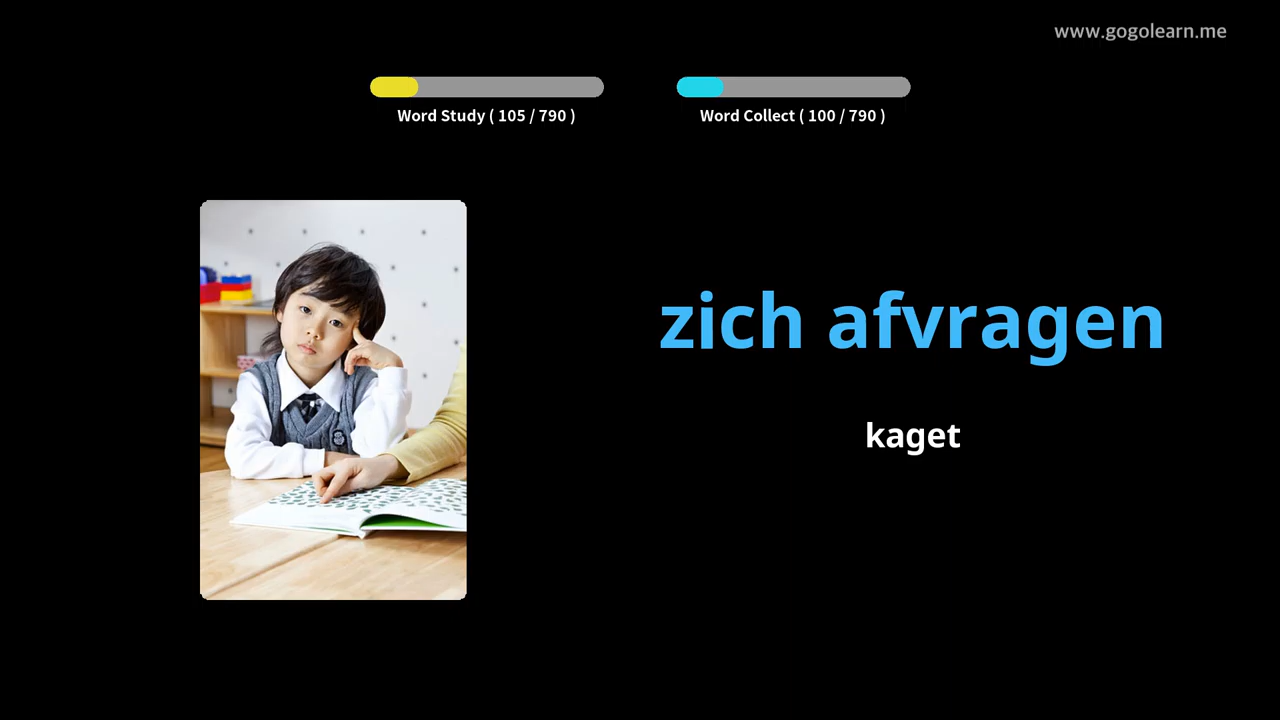 www.gogolearn.me
Word Study ( 105 / 790 )
Word Collect ( 100 / 790 )
zich afvragen
kaget